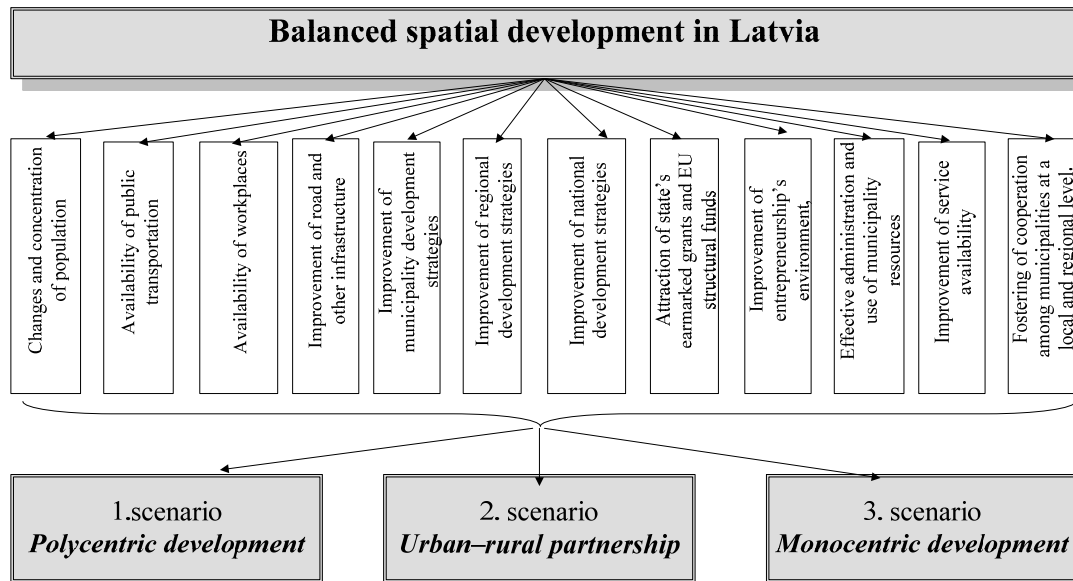 Balanced spatial development in Latvia
Changes and concentration
of population
Availability of public
transportation
Availability of workplaces
Improvement of road and
other infrastructure
Improvement of
municipality development
strategies
Improvement of regional
development strategies
Improvement of national
development strategies
Attraction of state’s
earmarked grants and EU
structural funds
Improvement of
entrepreneurship’s
environment,
Effective administration and
use of municipality
resources
Improvement of service
availability
Fostering of cooperation
among municipalities at a
local and regional level.
1.scenario
Polycentric development
2. scenario
Urban–rural partnership
3. scenario
Monocentric development